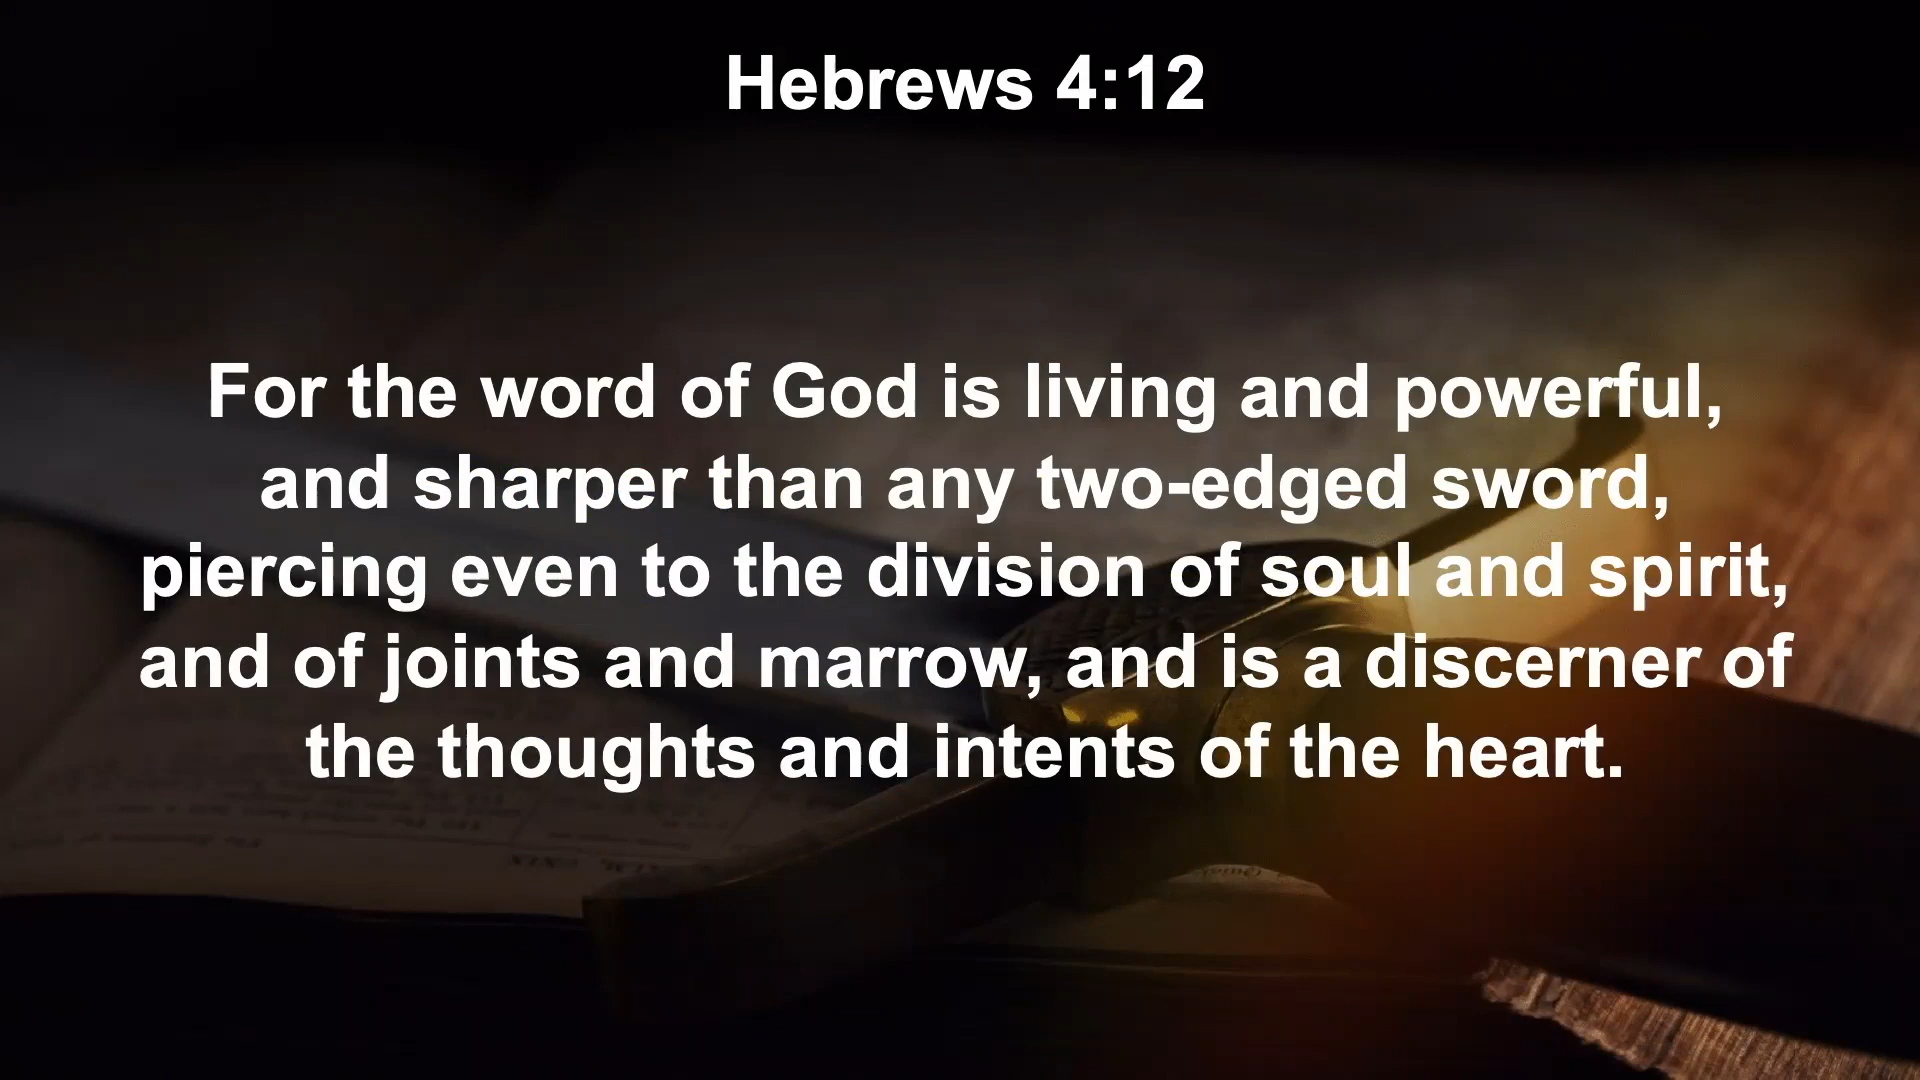 Hebrews 4:12
For the word of God is living and powerful,
and sharper than any two-edged sword,
piercing even to the division of soul and spirit,
and of joints and marrow, and is a discerner of
the thoughts and intents of the heart.